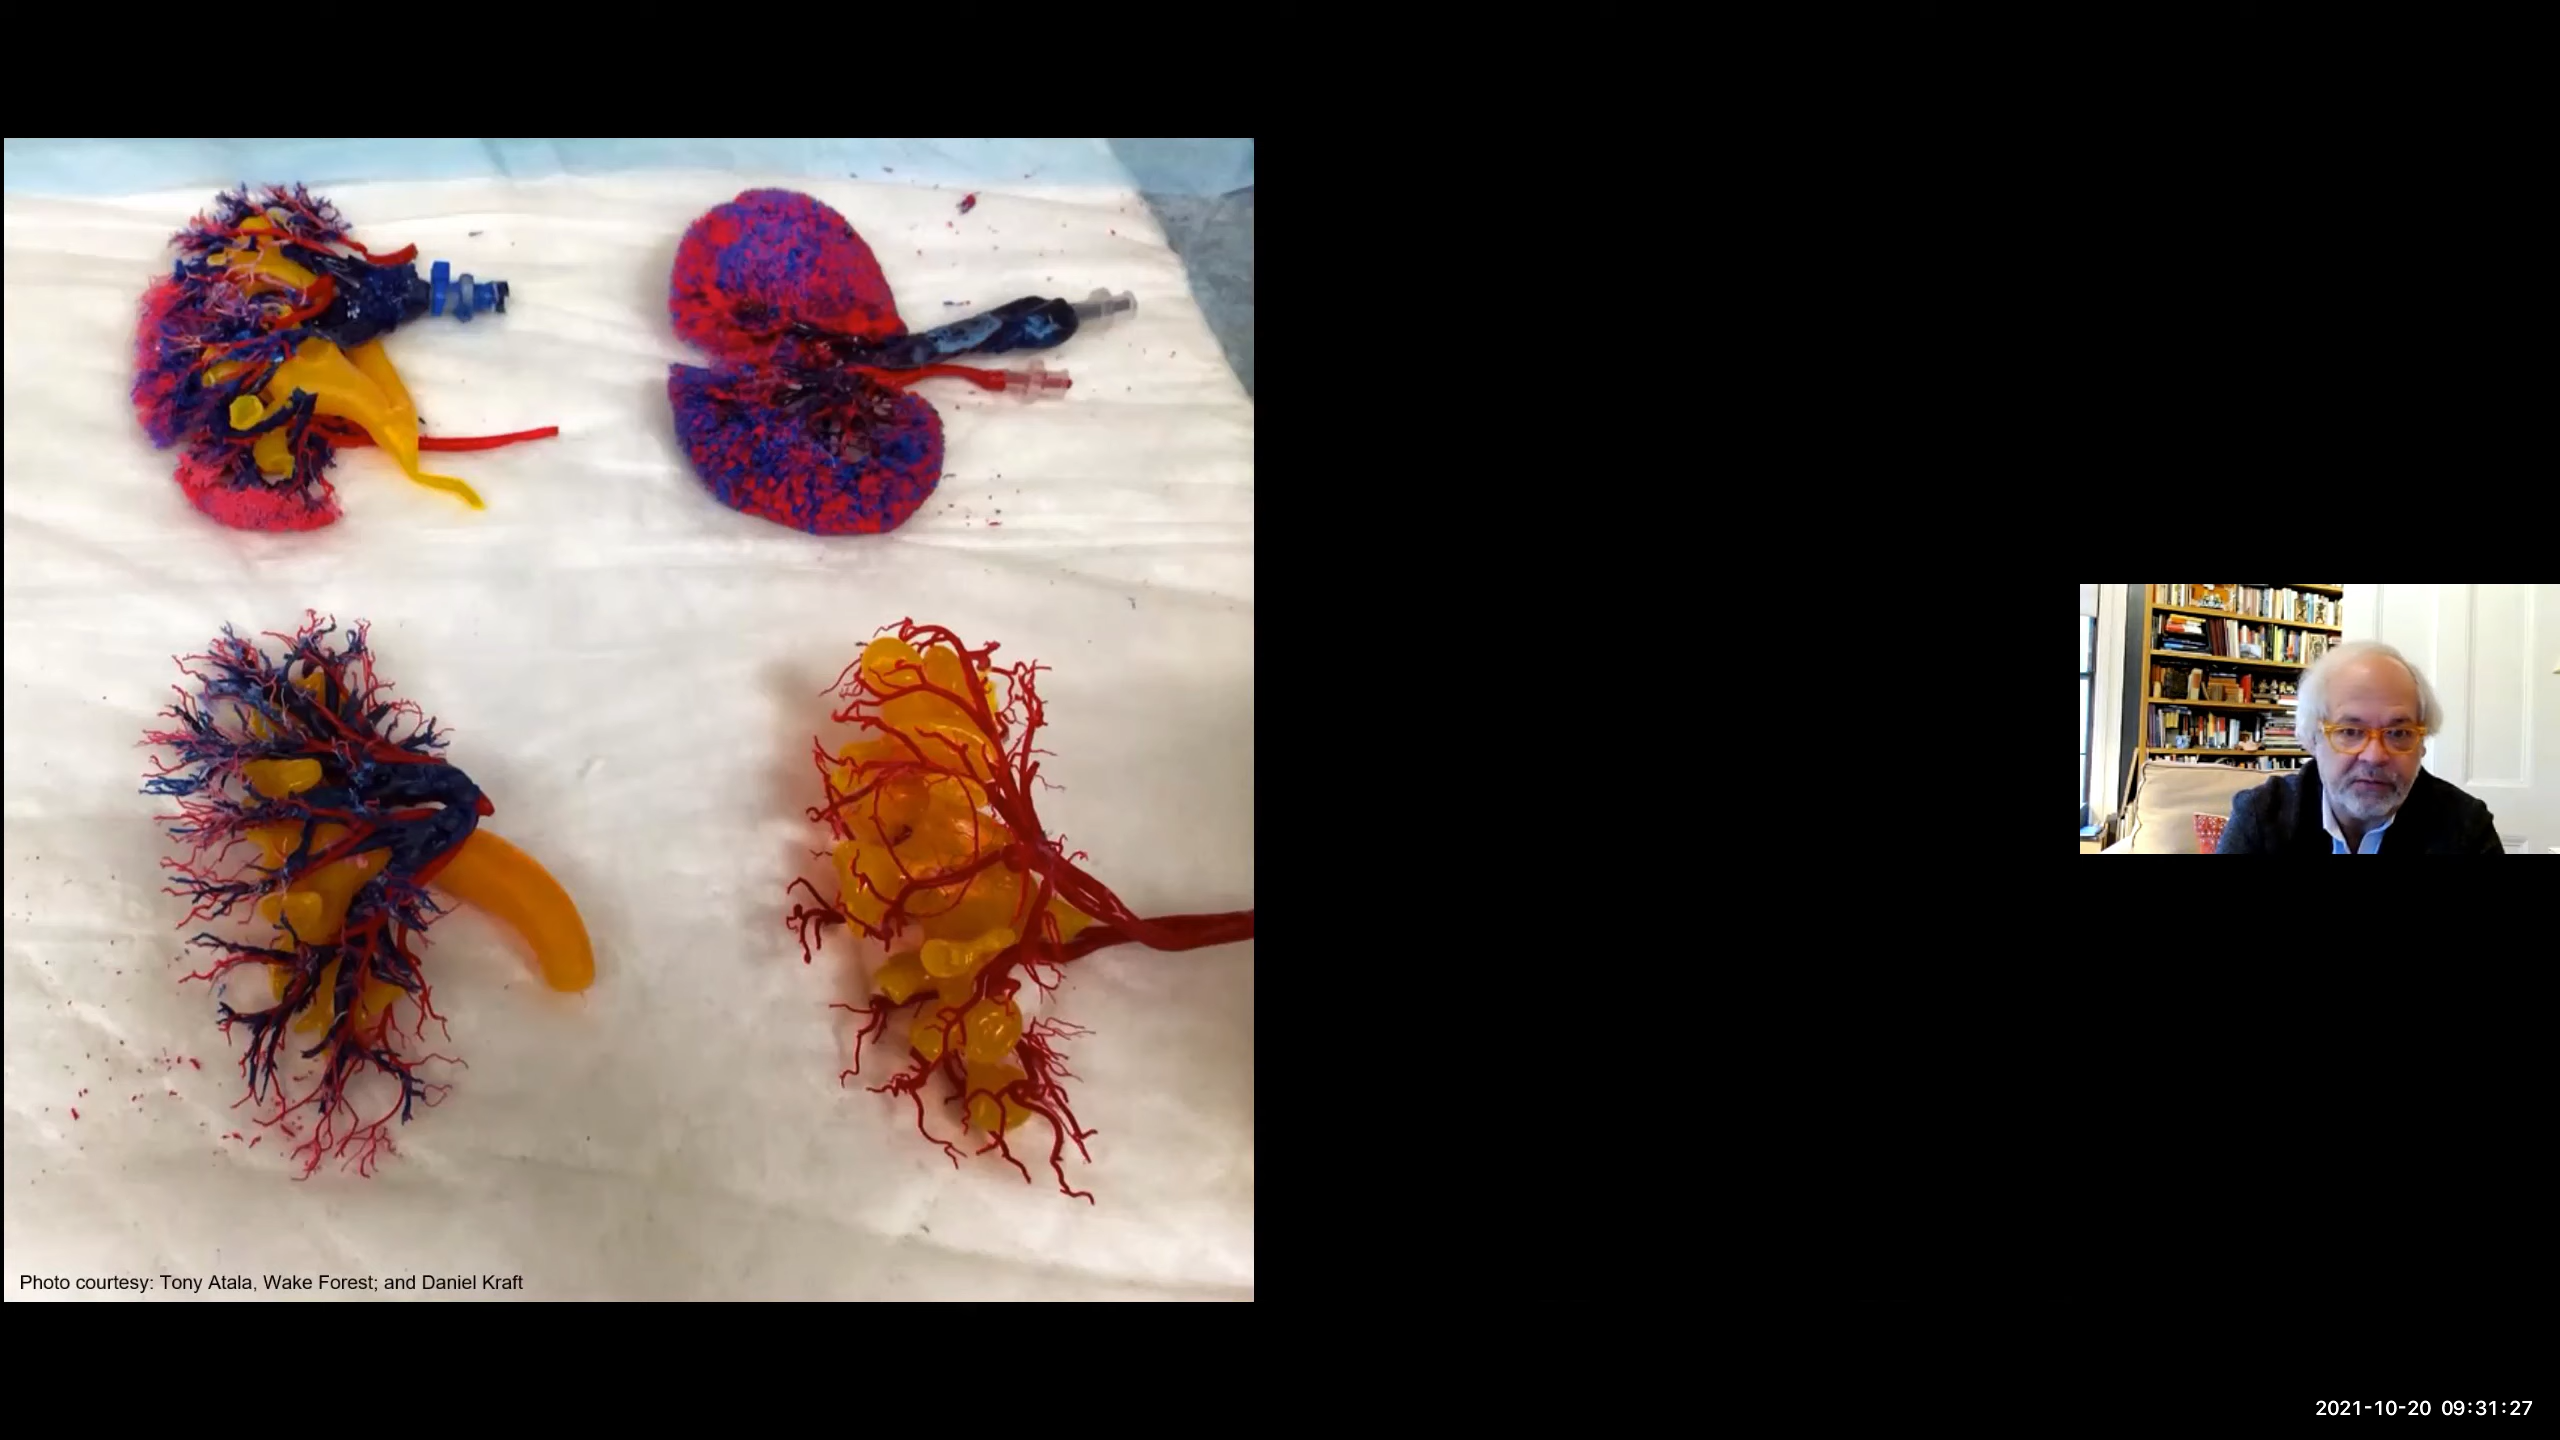 Photo courtesy: Tony Atala, Wake Forest; and Daniel Kraft
2021-10-20 09:31:27